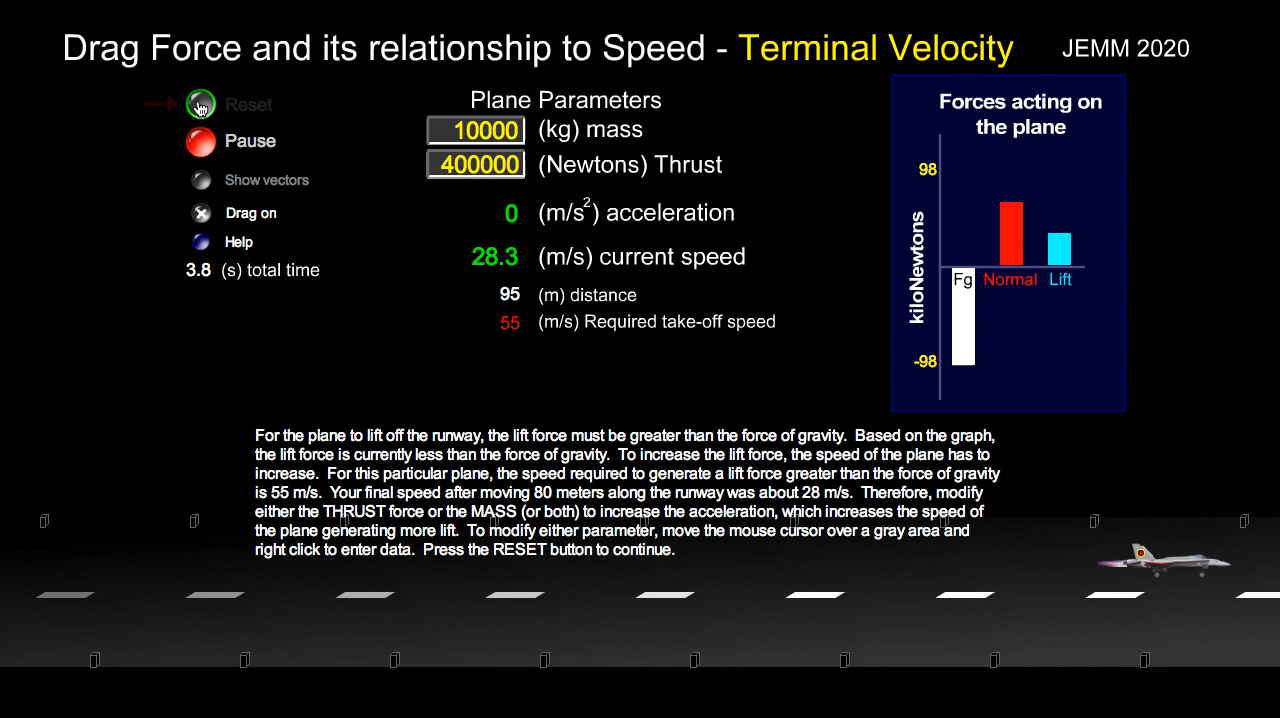 Drag Force and its relationship to Speed - Terminal Velocity
JEMM 2020
Reset
Pause
Show vectors
Drag on
Help
3.8 (s) total time
Plane Parameters
10000 (kg) mass
400000 (Newtons) Thrust
0 (m/s²) acceleration
28.3 (m/s) current speed
95 (m) distance
55 (m/s) Required take-off speed
Forces acting on
the plane
98
kiloNewtons
Fg Normal Lift
-98
For the plane to lift off the runway, the lift force must be greater than the force of gravity. Based on the graph,
the lift force is currently less than the force of gravity. To increase the lift force, the speed of the plane has to
increase. For this particular plane, the speed required to generate a lift force greater than the force of gravity
is 55 m/s. Your final speed after moving 80 meters along the runway was about 28 m/s. Therefore, modify
either the THRUST force or the MASS (or both) to increase the acceleration, which increases the speed of
the plane generating more lift. To modify either parameter, move the mouse cursor over a gray area and
right click to enter data. Press the RESET button to continue.